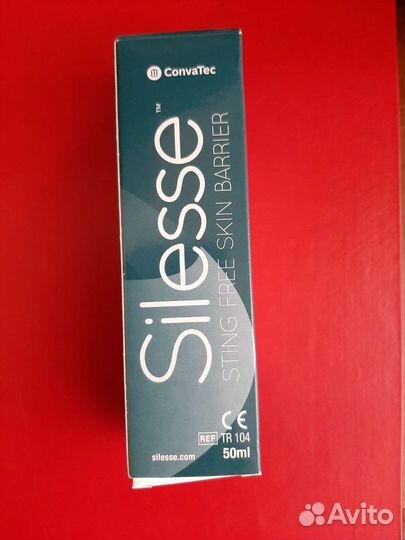 ConvaTec
Silesse™
STING FREE SKIN BARRIER
CE
REF TR 104
silesse.com
50ml
Avito